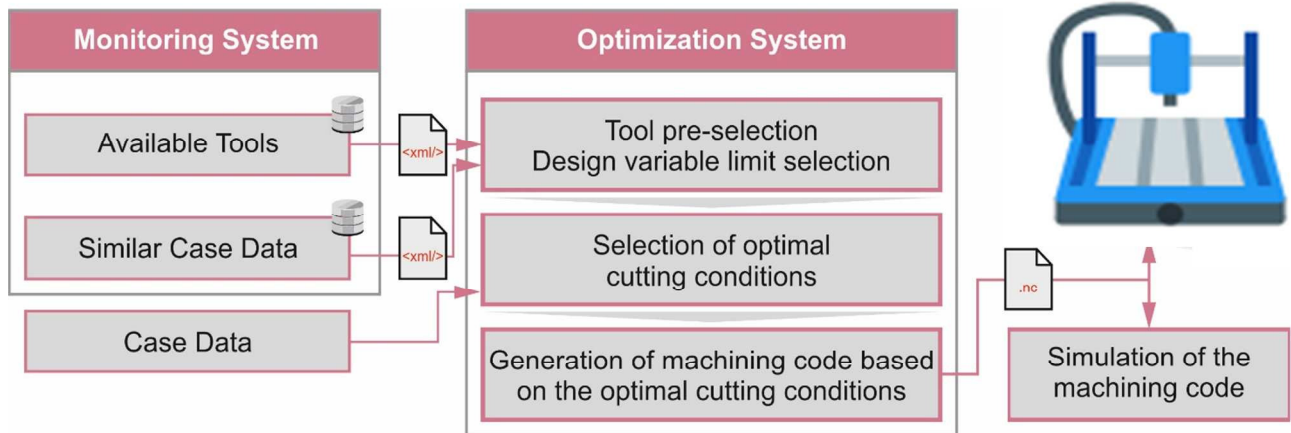 Monitoring System
Available Tools
<xml/>
Similar Case Data
<xml/>
Case Data
Optimization System
Tool pre-selection
Design variable limit selection
Selection of optimal
cutting conditions
Generation of machining code based
on the optimal cutting conditions
.nc
Simulation of the
machining code